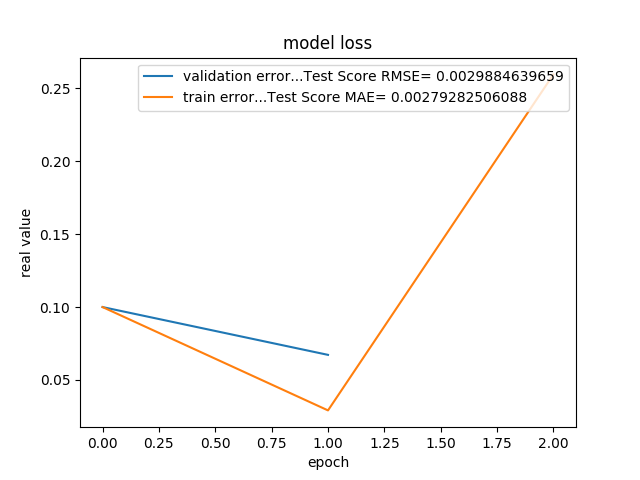 model loss
validation error...Test Score RMSE= 0.0029884639659
train error...Test Score MAE= 0.00279282506088
real value
0.25
0.20
0.15
0.10
0.05
0.00 0.25 0.50 0.75 1.00 1.25 1.50 1.75 2.00
epoch